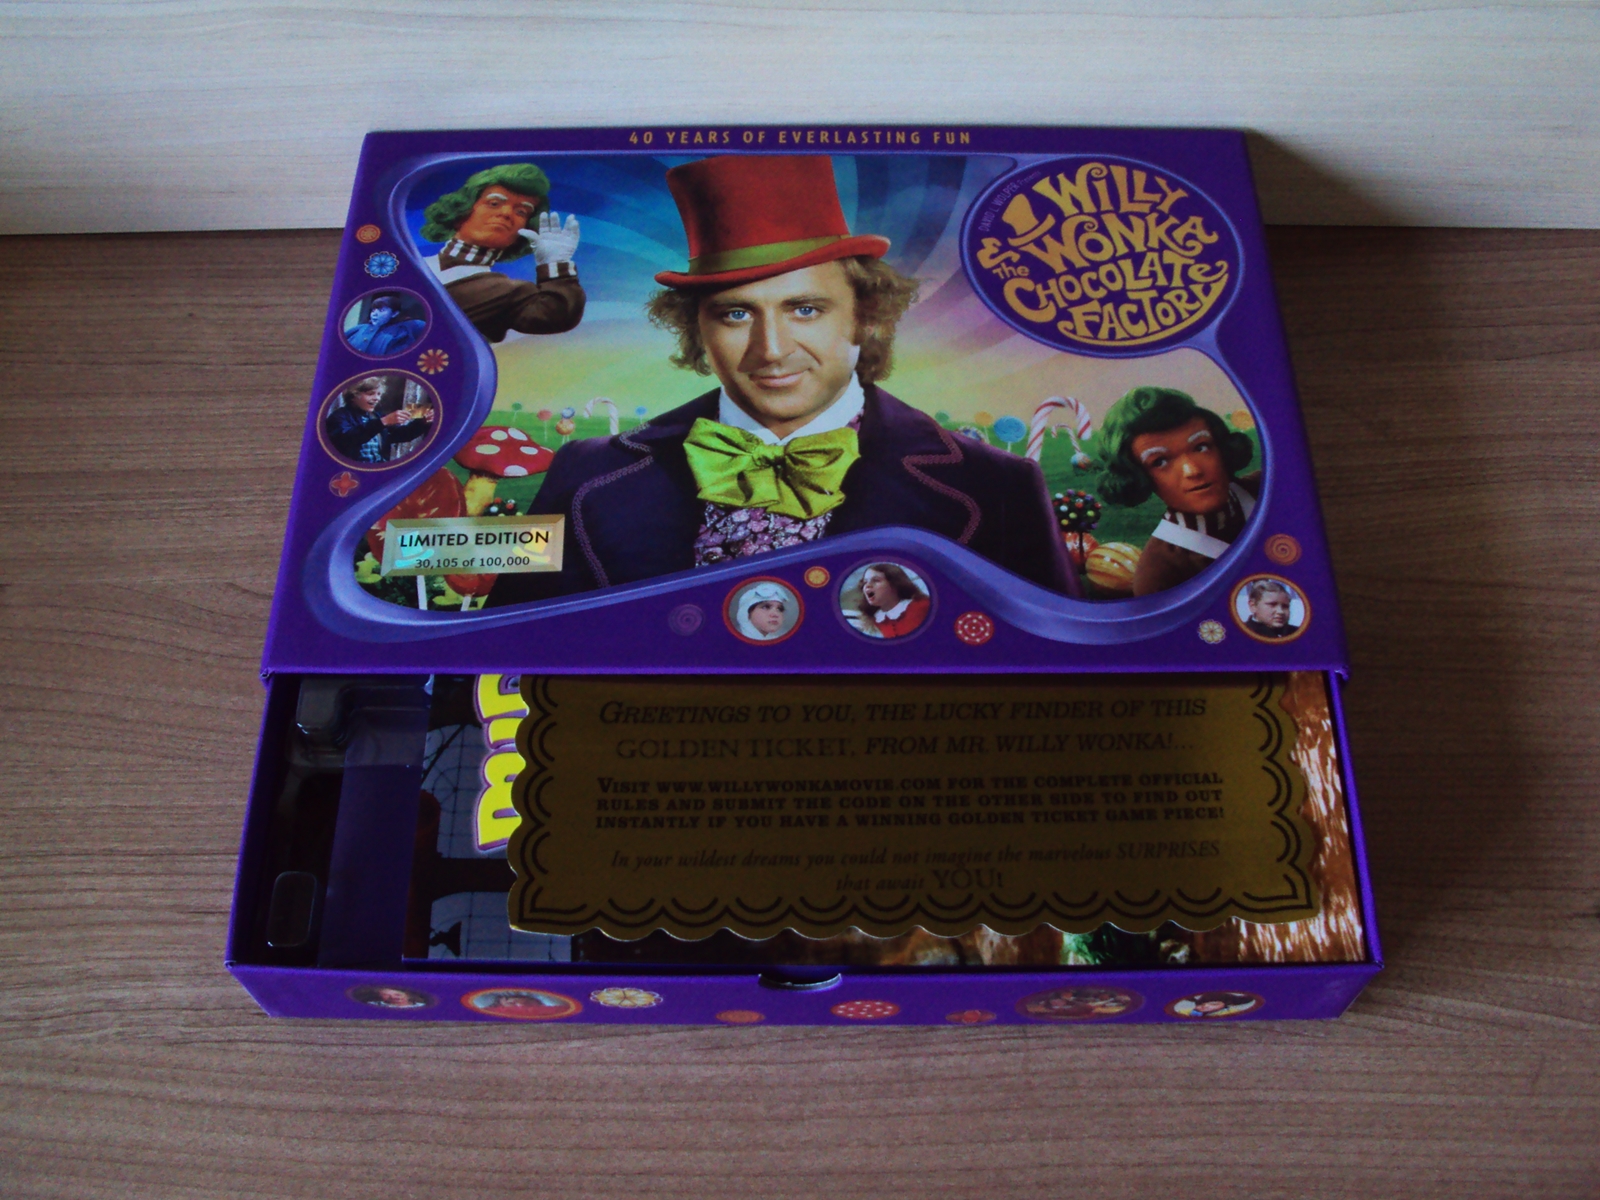 40 YEARS OF EVERLASTING FUN
WILLY
WONKA
& The
CHOCOLATE
FACTORY
LIMITED EDITION
30,105 of 100,000
GREETINGS TO YOU, THE LUCKY FINDER OF THIS
GOLDEN TICKET, FROM MR. WILLY WONKA!...
VISIT WWW.WILLYWONKAMOVIE.COM FOR THE COMPLETE OFFICIAL
RULES AND SUBMIT THE CODE ON THE OTHER SIDE TO FIND OUT
INSTANTLY IF YOU HAVE A WINNING GOLDEN TICKET GAME PIECE!
In your wildest dreams you could not imagine the marvelous SURPRISES
that await YOU!